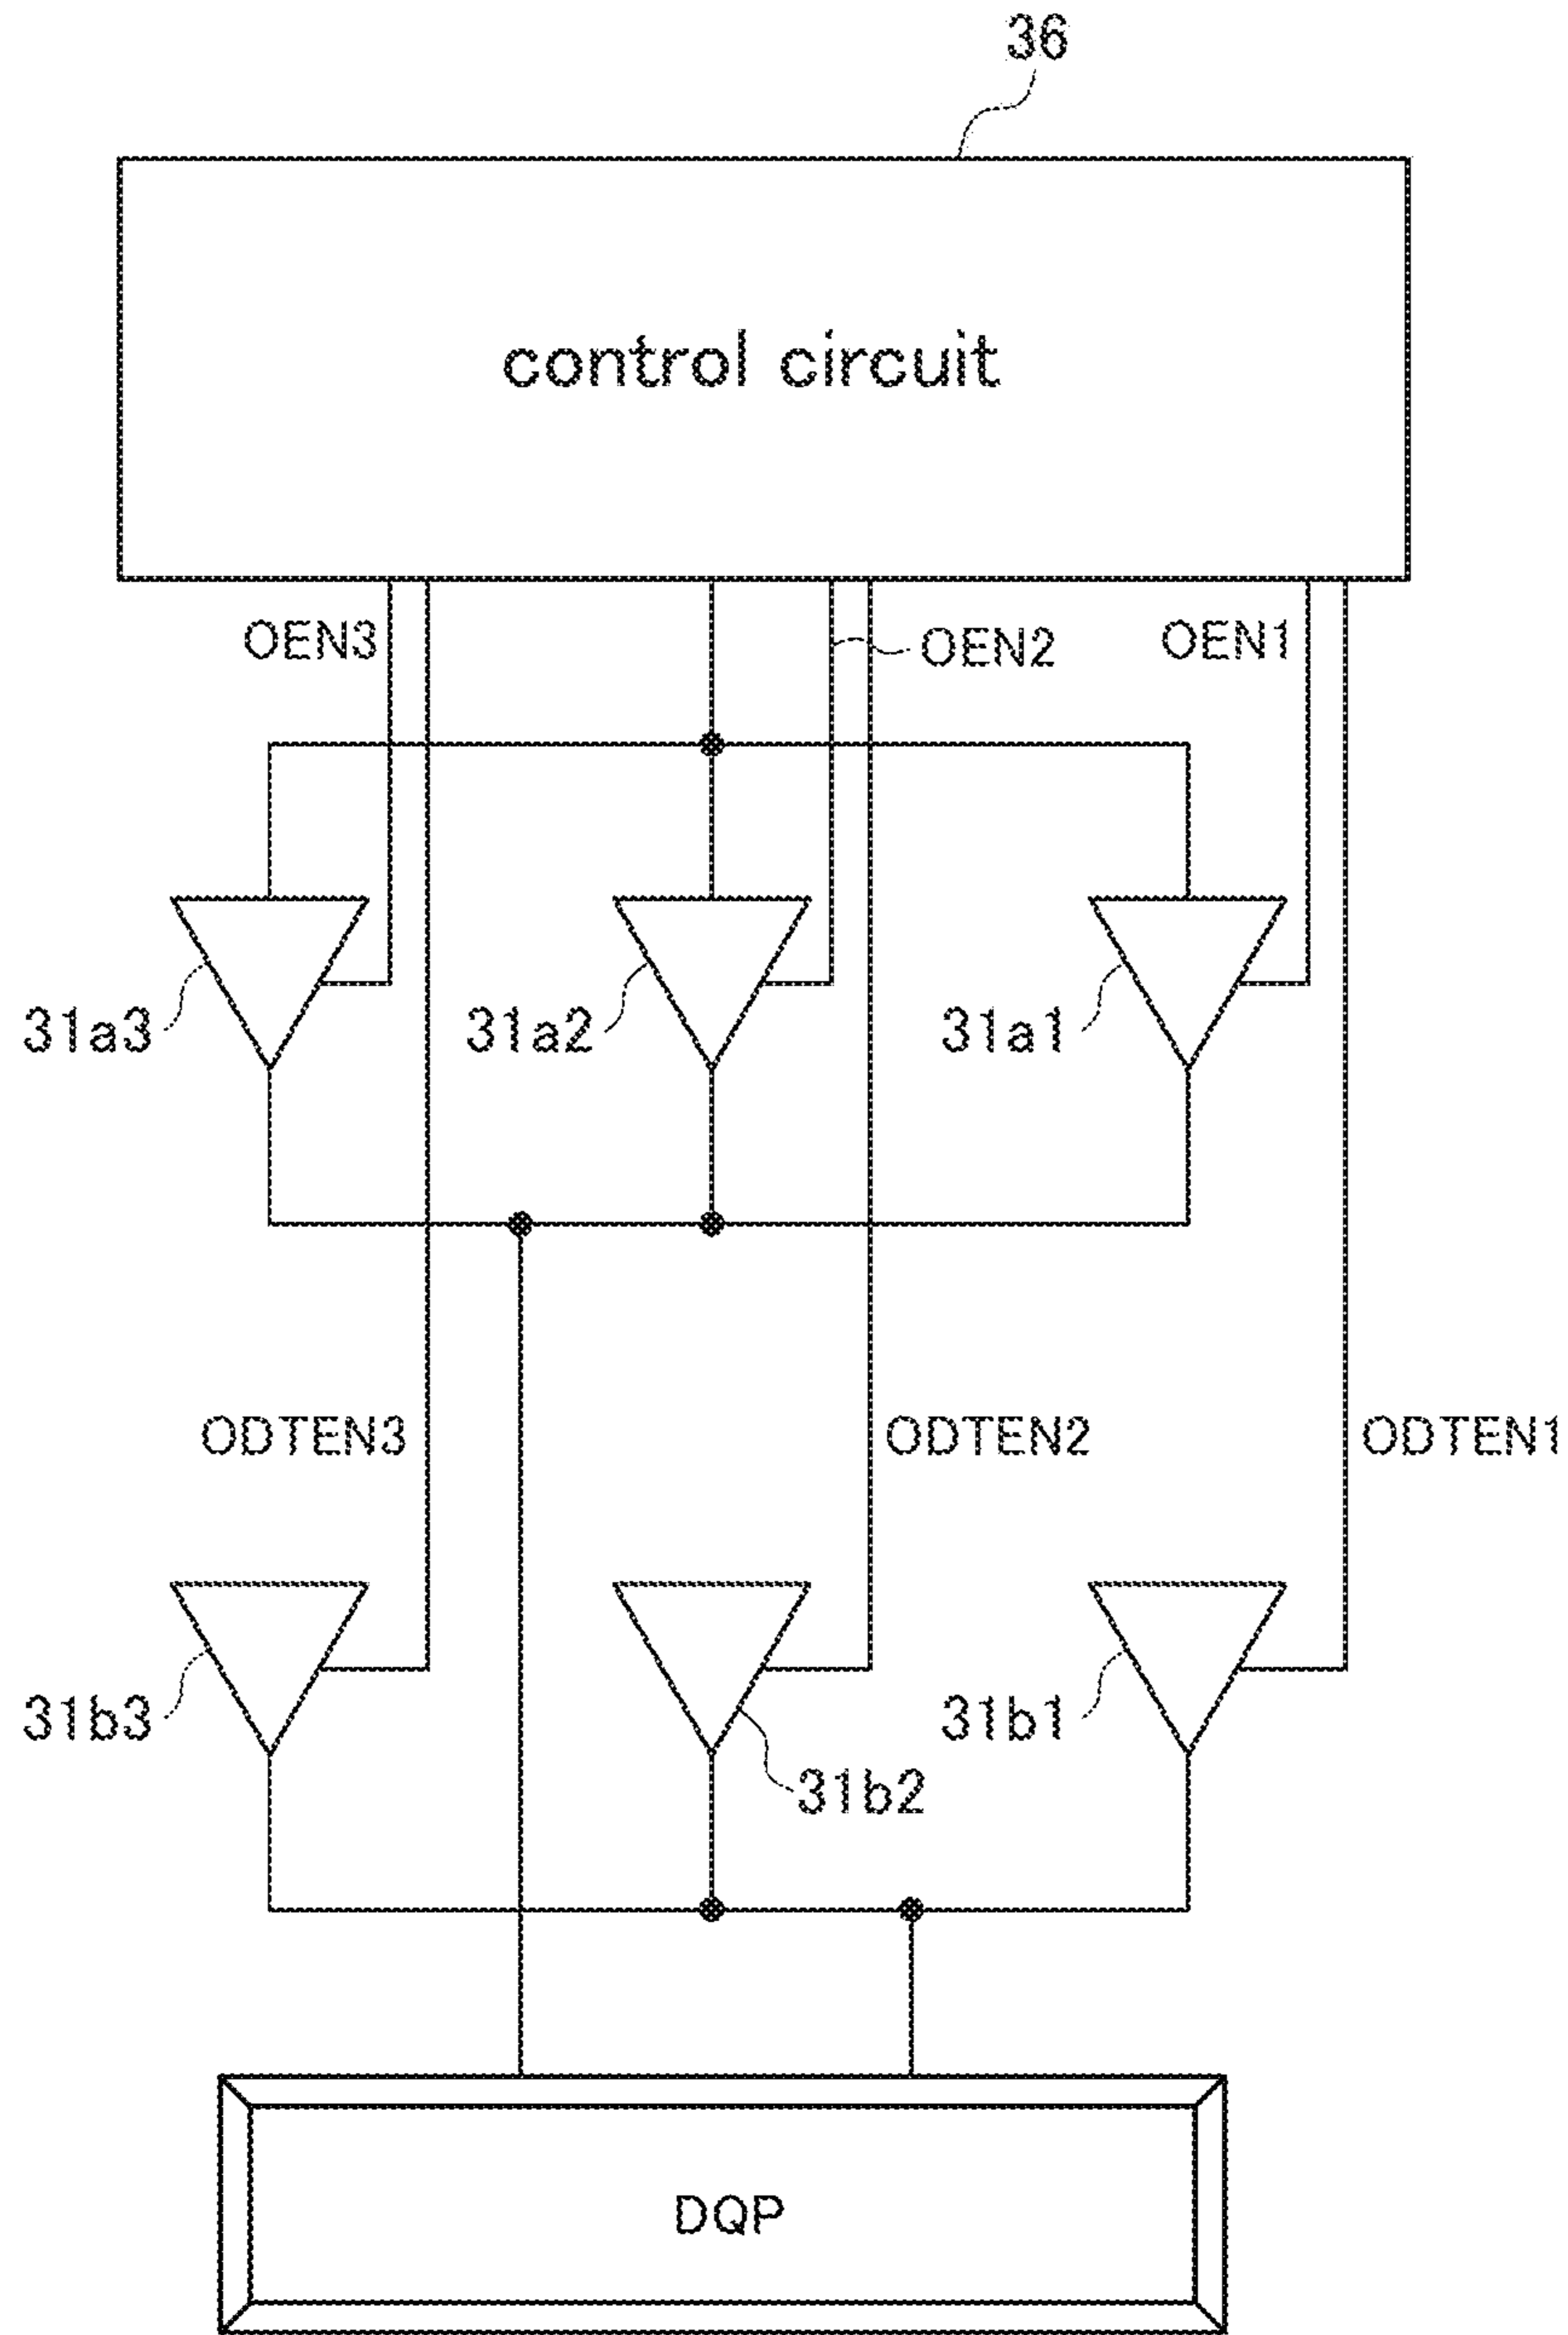 36
control circuit
OEN3
OEN2
OEN1
31a3
31a2
31a1
ODTEN3
ODTEN2
ODTEN1
31b3
31b2
31b1
DQP